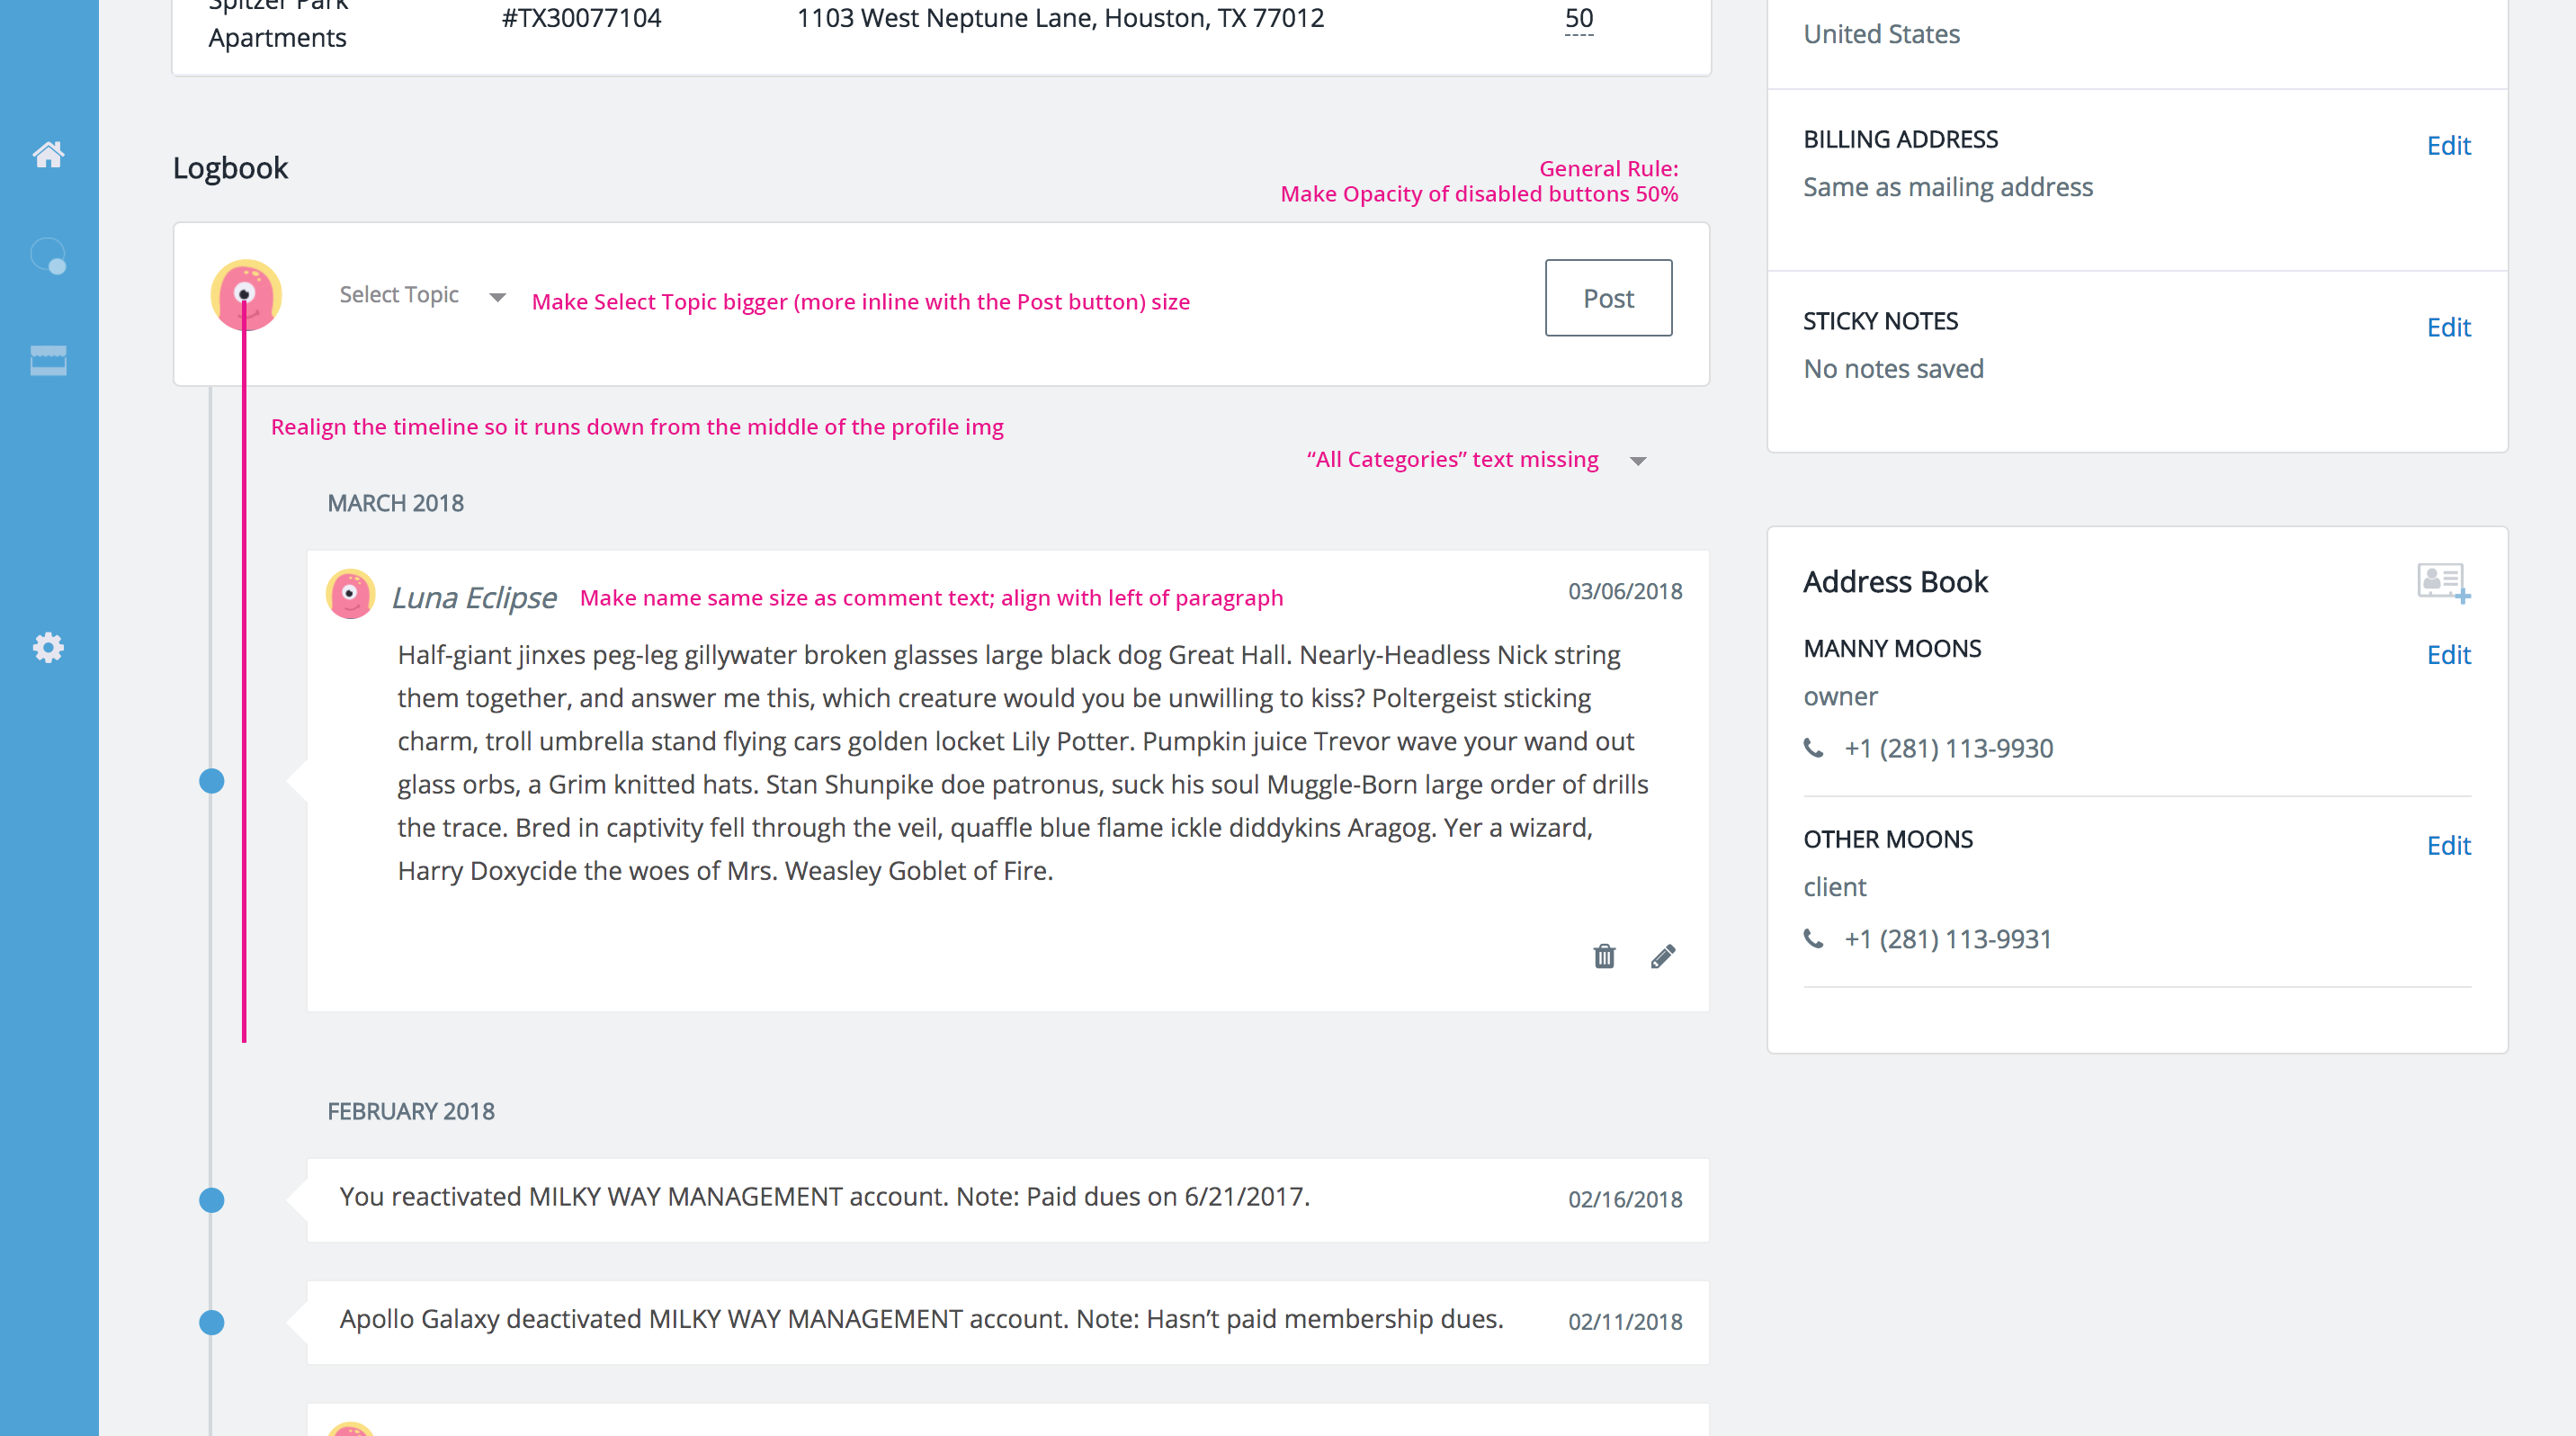 Spitzer Park
Apartments
#TX30077104
1103 West Neptune Lane, Houston, TX 77012
50
Logbook
General Rule:
Make Opacity of disabled buttons 50%
Select Topic
Make Select Topic bigger (more inline with the Post button) size
Post
Realign the timeline so it runs down from the middle of the profile img
“All Categories” text missing
MARCH 2018
Luna Eclipse
Make name same size as comment text; align with left of paragraph
03/06/2018
Half-giant jinxes peg-leg gillywater broken glasses large black dog Great Hall. Nearly-Headless Nick string
them together, and answer me this, which creature would you be unwilling to kiss? Poltergeist sticking
charm, troll umbrella stand flying cars golden locket Lily Potter. Pumpkin juice Trevor wave your wand out
glass orbs, a Grim knitted hats. Stan Shunpike doe patronus, suck his soul Muggle-Born large order of drills
the trace. Bred in captivity fell through the veil, quaffle blue flame ickle diddykins Aragog. Yer a wizard,
Harry Doxycide the woes of Mrs. Weasley Goblet of Fire.
FEBRUARY 2018
You reactivated MILKY WAY MANAGEMENT account. Note: Paid dues on 6/21/2017.
02/16/2018
Apollo Galaxy deactivated MILKY WAY MANAGEMENT account. Note: Hasn’t paid membership dues.
02/11/2018
United States
BILLING ADDRESS
Edit
Same as mailing address
STICKY NOTES
Edit
No notes saved
Address Book
MANNY MOONS
Edit
owner
+1 (281) 113-9930
OTHER MOONS
Edit
client
+1 (281) 113-9931